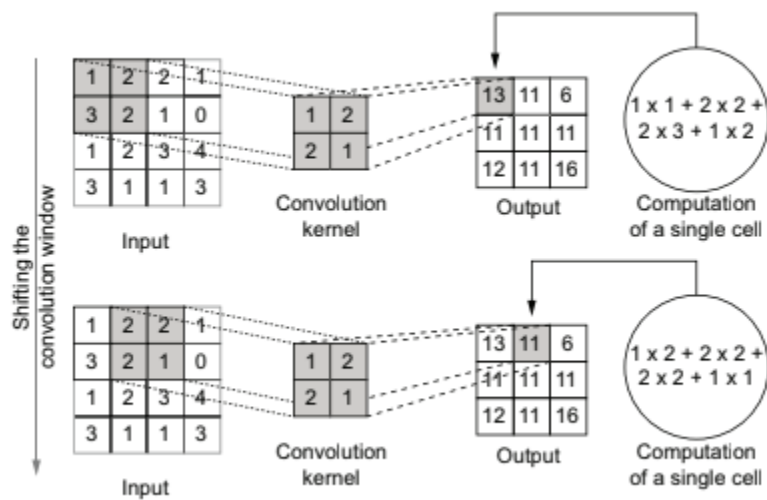 Shifting the
convolution window
1 2 2 1
3 2 1 0
1 2 3 4
3 1 1 3
Input
1 2
2 1
Convolution
kernel
13 11 6
11 11 11
12 11 16
Output
1 x 1 + 2 x 2 +
2 x 3 + 1 x 2
Computation
of a single cell
1 2 2 1
3 2 1 0
1 2 3 4
3 1 1 3
Input
1 2
2 1
Convolution
kernel
13 11 6
11 11 11
12 11 16
Output
1 x 2 + 2 x 2 +
2 x 2 + 1 x 1
Computation
of a single cell